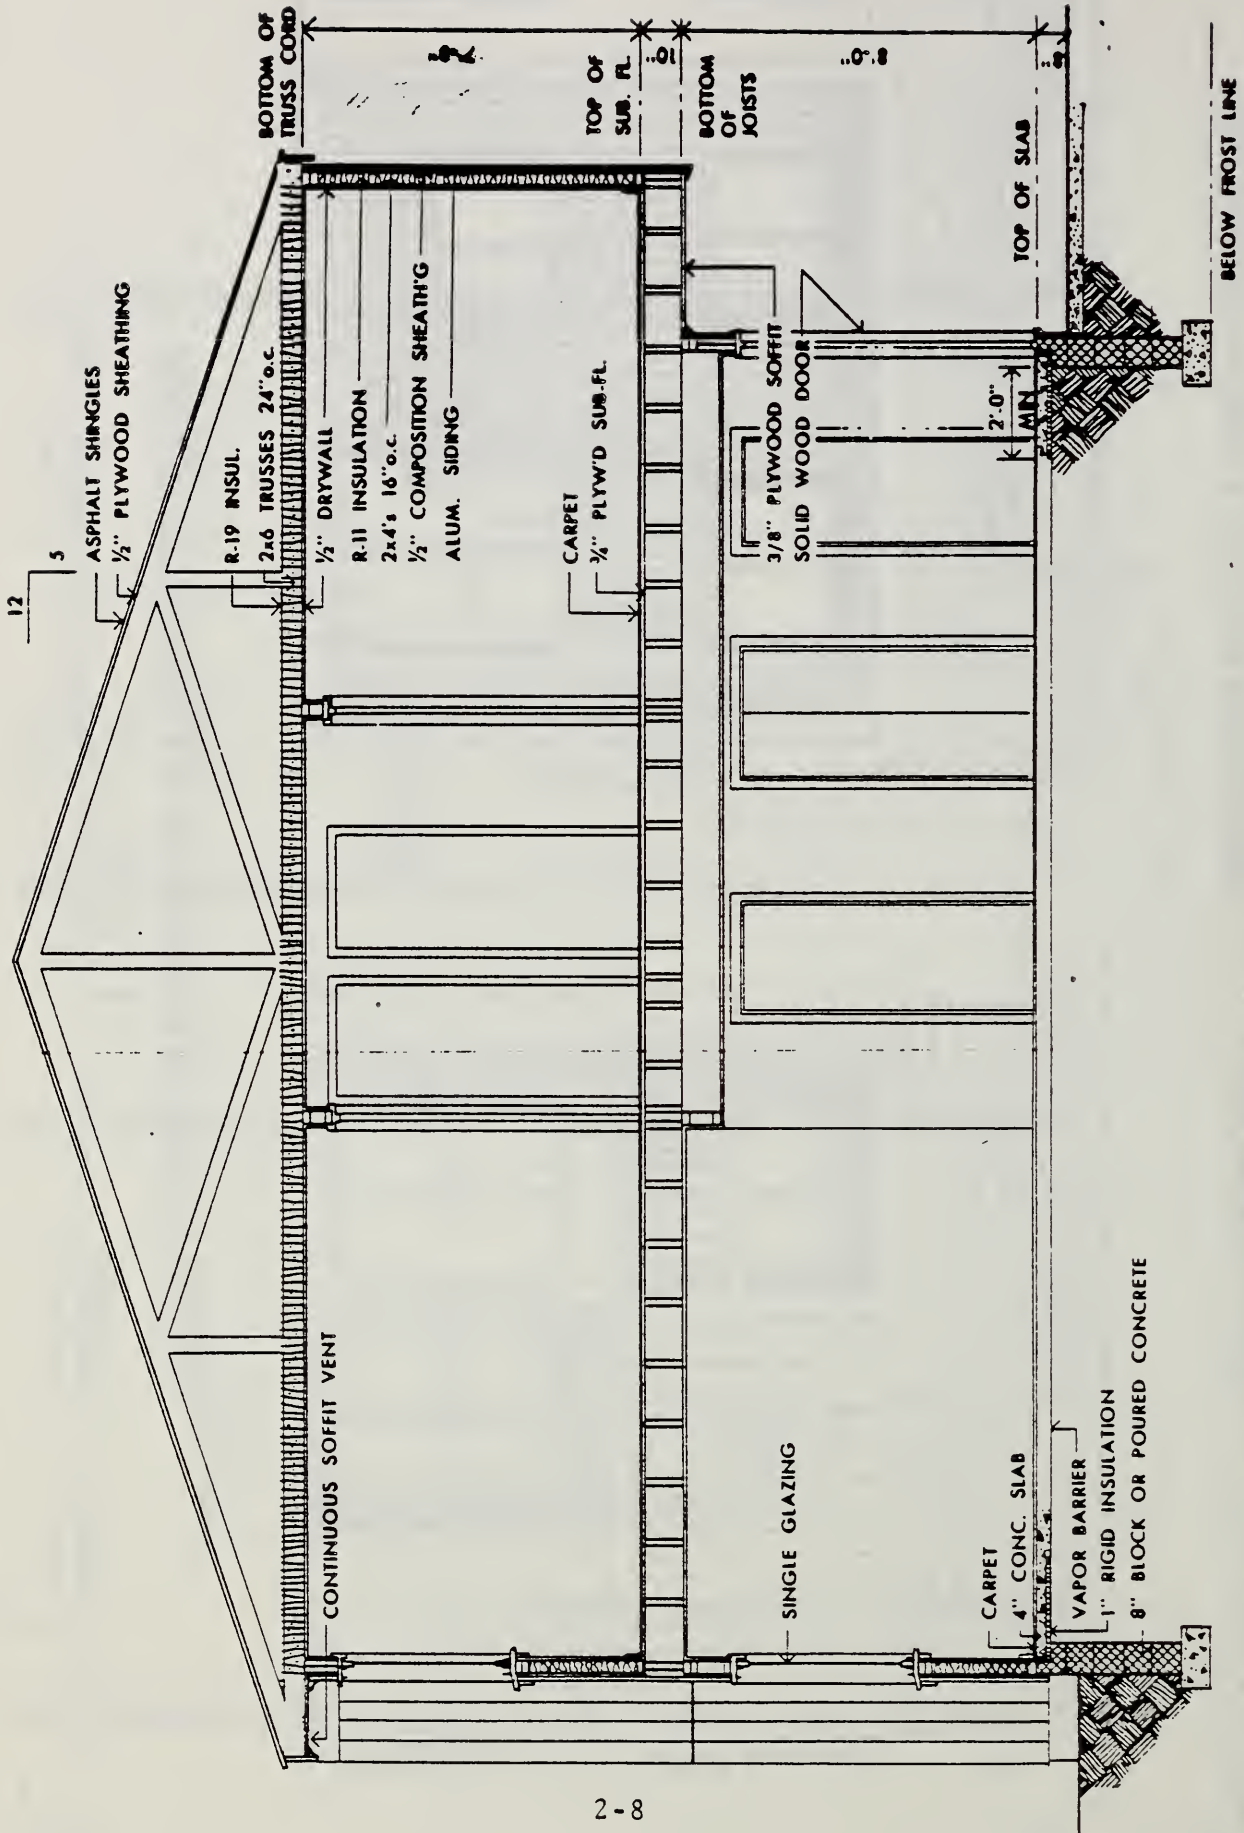 12
5
ASPHALT SHINGLES
½" PLYWOOD SHEATHING
BOTTOM OF
TRUSS CORD
R-19 INSUL.
2x6 TRUSSES 24"o.c.
½" DRYWALL
R-11 INSULATION
2x4's 16"o.c.
½" COMPOSITION SHEATH'G
ALUM. SIDING
CONTINUOUS SOFFIT VENT
TOP OF
SUB. FL.
10"
CARPET
¾" PLYW'D SUB-FL.
BOTTOM
OF
JOISTS
8'-0"
3/8" PLYWOOD SOFFIT
SOLID WOOD DOOR
SINGLE GLAZING
TOP OF SLAB
8"
2'-0"
MIN
CARPET
4" CONC. SLAB
VAPOR BARRIER
1" RIGID INSULATION
8" BLOCK OR POURED CONCRETE
BELOW FROST LINE
2-8